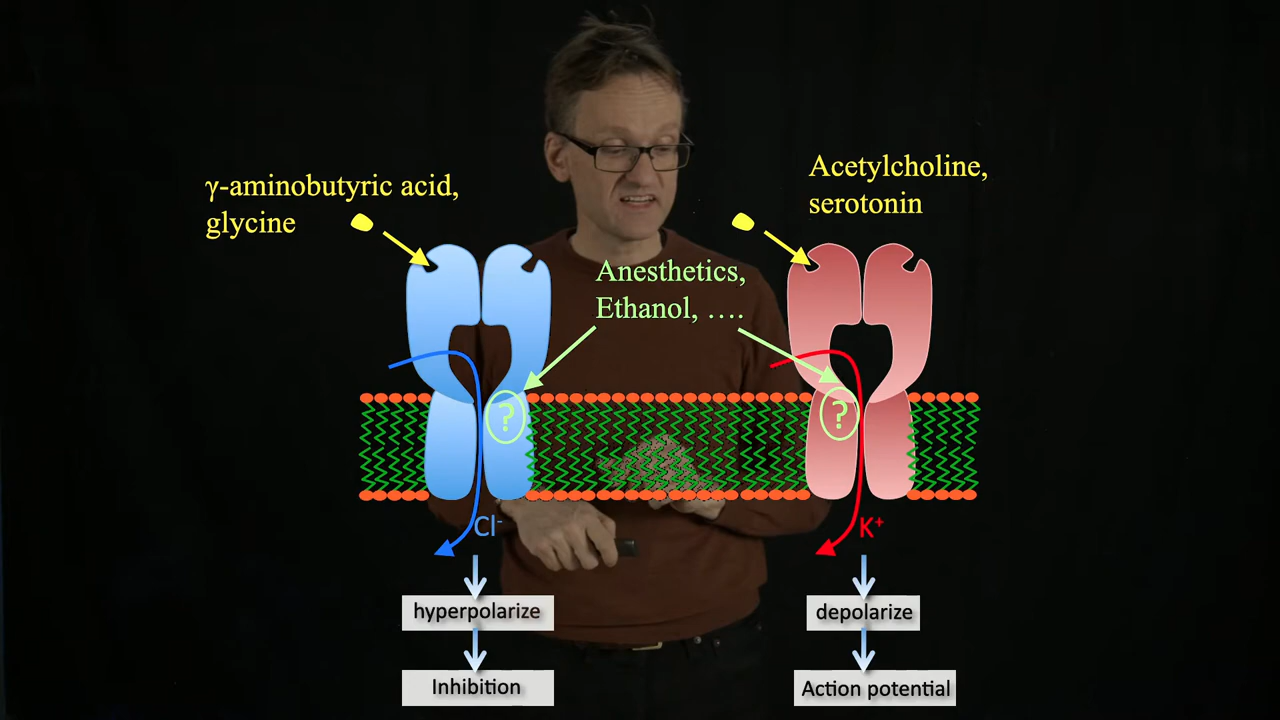 γ-aminobutyric acid,
glycine
Acetylcholine,
serotonin
Anesthetics,
Ethanol, ….
?
?
Cl⁻
K⁺
hyperpolarize
depolarize
Inhibition
Action potential